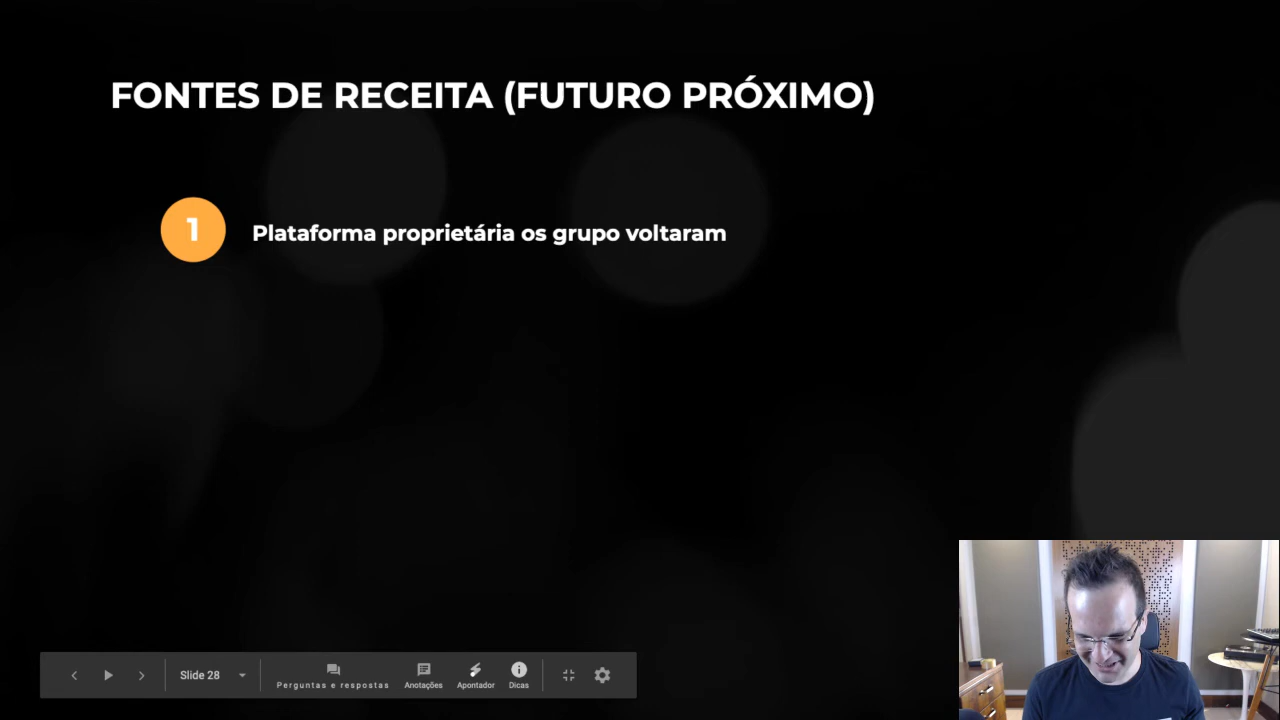 FONTES DE RECEITA (FUTURO PRÓXIMO)
1 Plataforma proprietária os grupo voltaram
Slide 28 Perguntas e respostas Anotações Apontador Dicas